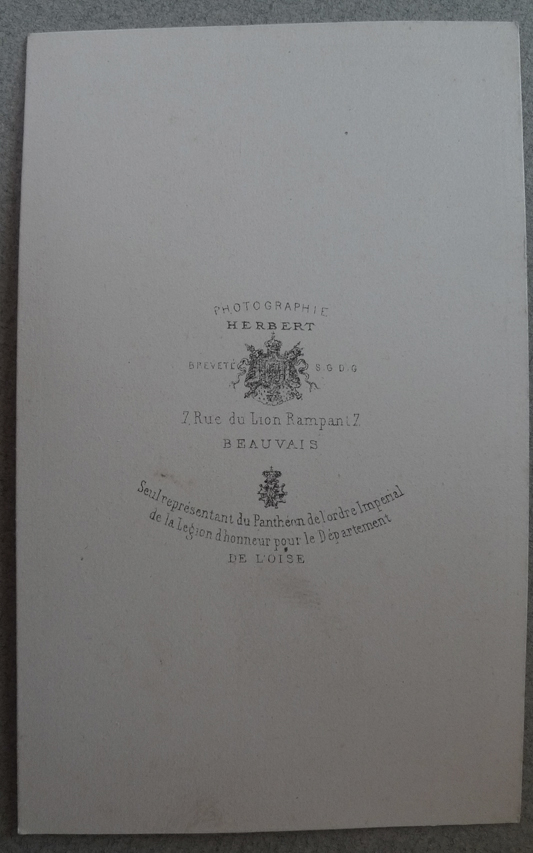 PHOTOGRAPHIE
HERBERT
BREVETÉ S.G.D.G
7, Rue du Lion Rampant, 7
BEAUVAIS
Seul représentant du Panthéon de l'ordre Imperial
de la Légion d'honneur pour le Département
DE L'OISE